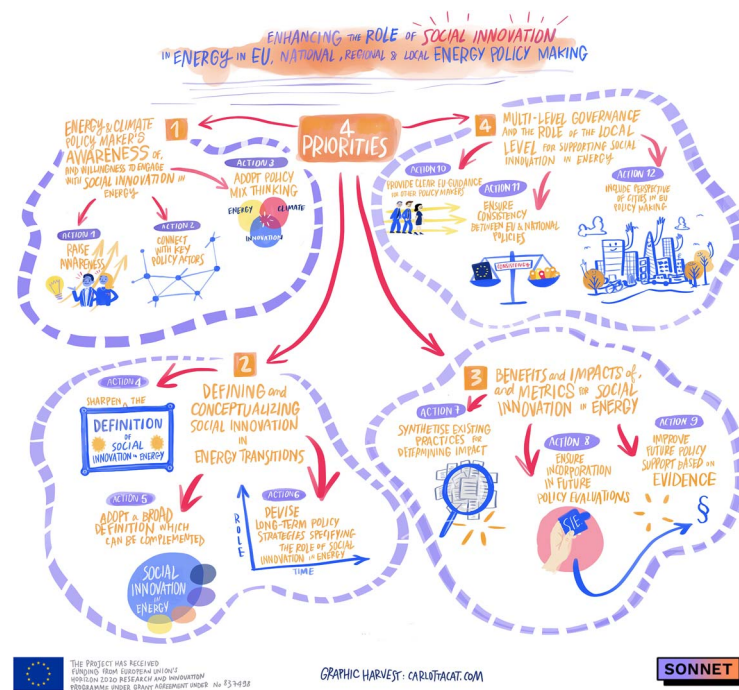 ENHANCING THE ROLE OF SOCIAL INNOVATION
IN ENERGY IN EU, NATIONAL, REGIONAL & LOCAL ENERGY POLICY MAKING
4
PRIORITIES
1
ENERGY & CLIMATE
POLICY MAKER'S
AWARENESS OF,
AND WILLINGNESS TO ENGAGE
WITH SOCIAL INNOVATION IN
ENERGY
ACTION 1
RAISE
AWARENESS
ACTION 2
CONNECT
WITH KEY
POLICY ACTORS
ACTION 3
ADOPT POLICY
MIX THINKING
ENERGY
CLIMATE
INNOVATION
4
MULTI-LEVEL GOVERNANCE
AND THE ROLE OF THE LOCAL
LEVEL FOR SUPPORTING SOCIAL
INNOVATION IN ENERGY
ACTION 10
PROVIDE CLEAR EU GUIDANCE
ACTION 11
ENSURE
CONSISTENCY
BETWEEN EU & NATIONAL
POLICIES
CONSISTENCY
ACTION 12
INCLUDE PERSPECTIVE
OF CITIES IN EU
POLICY MAKING
2
DEFINING and
CONCEPTUALIZING
SOCIAL INNOVATION
IN
ENERGY TRANSITIONS
ACTION 4
SHARPEN THE
DEFINITION
OF
SOCIAL
INNOVATION IN ENERGY
ACTION 5
ADOPT A BROAD
DEFINITION WHICH
CAN BE COMPLEMENTED
SOCIAL
INNOVATION
IN
ENERGY
ACTION 6
DEVISE
LONG-TERM POLICY
STRATEGIES SPECIFYING
THE ROLE OF SOCIAL
INNOVATION IN ENERGY
ROLE
TIME
3
BENEFITS and IMPACTS OF,
and METRICS FOR SOCIAL
INNOVATION IN ENERGY
ACTION 7
SYNTHETISE EXISTING
PRACTICES FOR
DETERMINING IMPACT
ACTION 8
ENSURE
INCORPORATION
IN FUTURE
POLICY EVALUATIONS
SIE
ACTION 9
IMPROVE
FUTURE POLICY
SUPPORT BASED ON
EVIDENCE
§
THE PROJECT HAS RECEIVED
FUNDING FROM EUROPEAN UNION'S
HORIZON 2020 RESEARCH AND INNOVATION
PROGRAMME UNDER GRANT AGREEMENT UNDER No 837498
GRAPHIC HARVEST: CARLOTTACAT.COM
SONNET